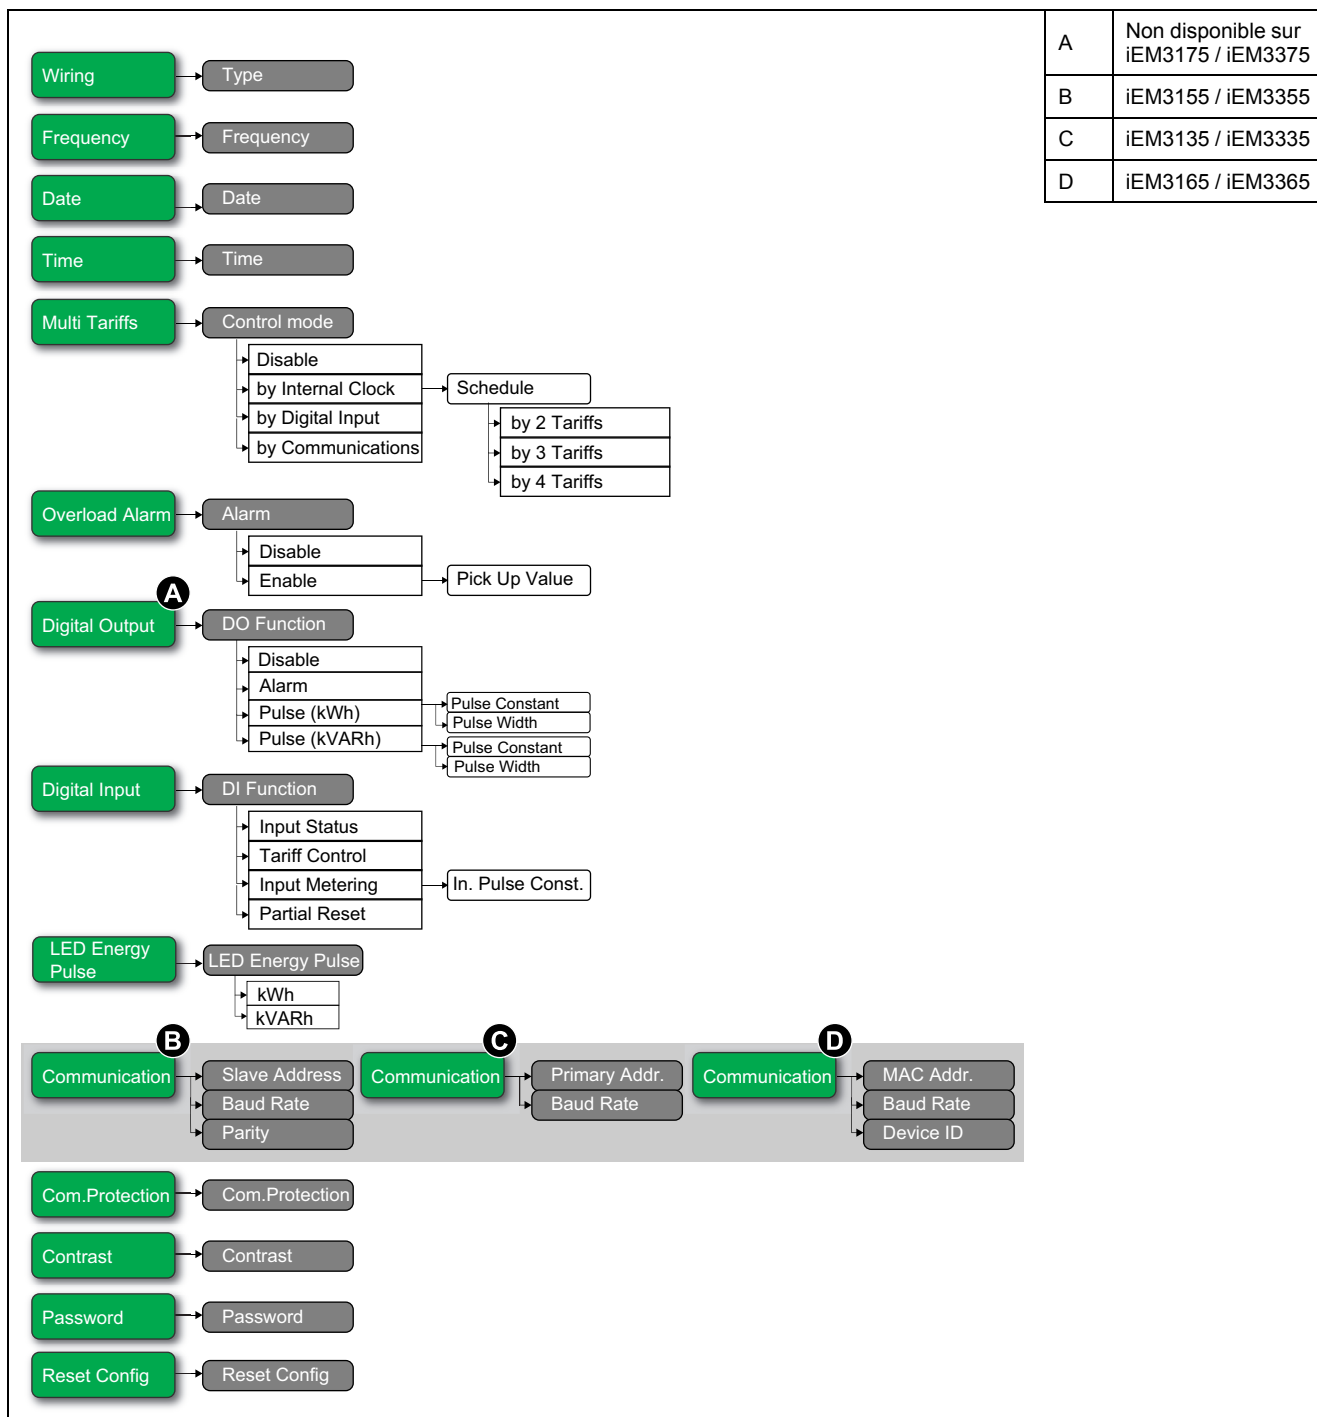 A
Non disponible sur
iEM3175 / iEM3375
B
iEM3155 / iEM3355
C
iEM3135 / iEM3335
D
iEM3165 / iEM3365
Wiring
Type
Frequency
Frequency
Date
Date
Time
Time
Multi Tariffs
Control mode
Disable
by Internal Clock
Schedule
by Digital Input
by 2 Tariffs
by Communications
by 3 Tariffs
by 4 Tariffs
Overload Alarm
Alarm
Disable
Enable
Pick Up Value
A
Digital Output
DO Function
Disable
Alarm
Pulse (kWh)
Pulse Constant
Pulse Width
Pulse (kVARh)
Pulse Constant
Pulse Width
Digital Input
DI Function
Input Status
Tariff Control
Input Metering
In. Pulse Const.
Partial Reset
LED Energy
Pulse
LED Energy Pulse
kWh
kVARh
B
Communication
Slave Address
Baud Rate
Parity
C
Communication
Primary Addr.
Baud Rate
D
Communication
MAC Addr.
Baud Rate
Device ID
Com.Protection
Com.Protection
Contrast
Contrast
Password
Password
Reset Config
Reset Config